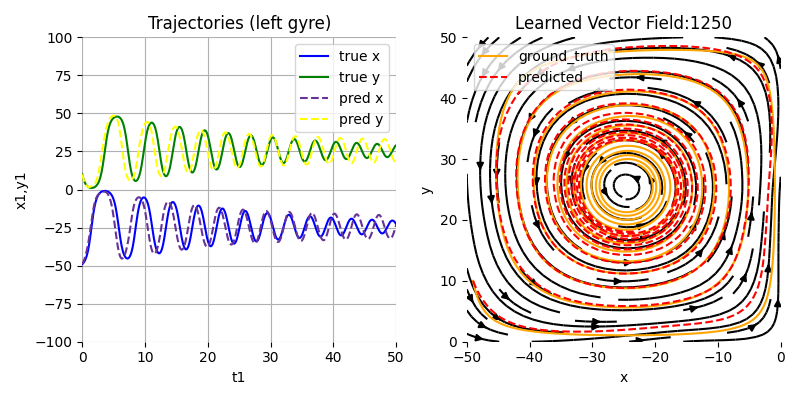 Trajectories (left gyre)
100
75
50
25
0
−25
−50
−75
−100
x1,y1
0 10 20 30 40 50
t1
true x
true y
pred x
pred y
Learned Vector Field:1250
50
40
30
20
10
0
y
−50 −40 −30 −20 −10 0
x
ground_truth
predicted